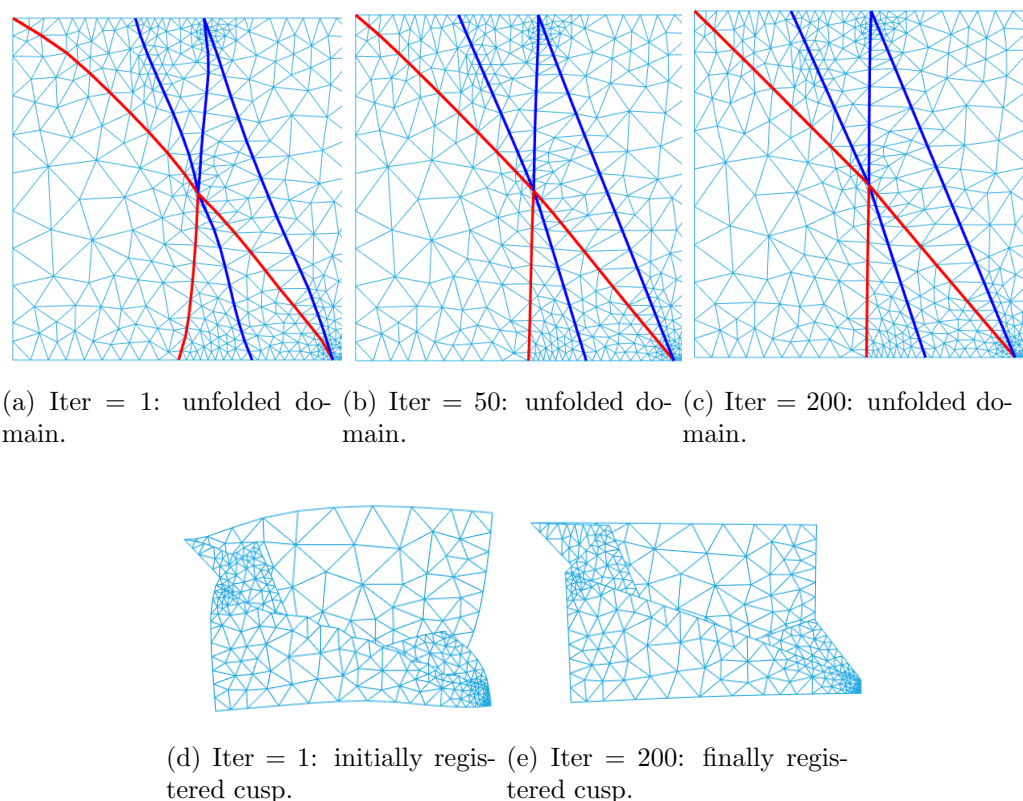 (a) Iter = 1: unfolded do- (b) Iter = 50: unfolded do- (c) Iter = 200: unfolded do-
main. main. main.
(d) Iter = 1: initially regis- (e) Iter = 200: finally regis-
tered cusp. tered cusp.